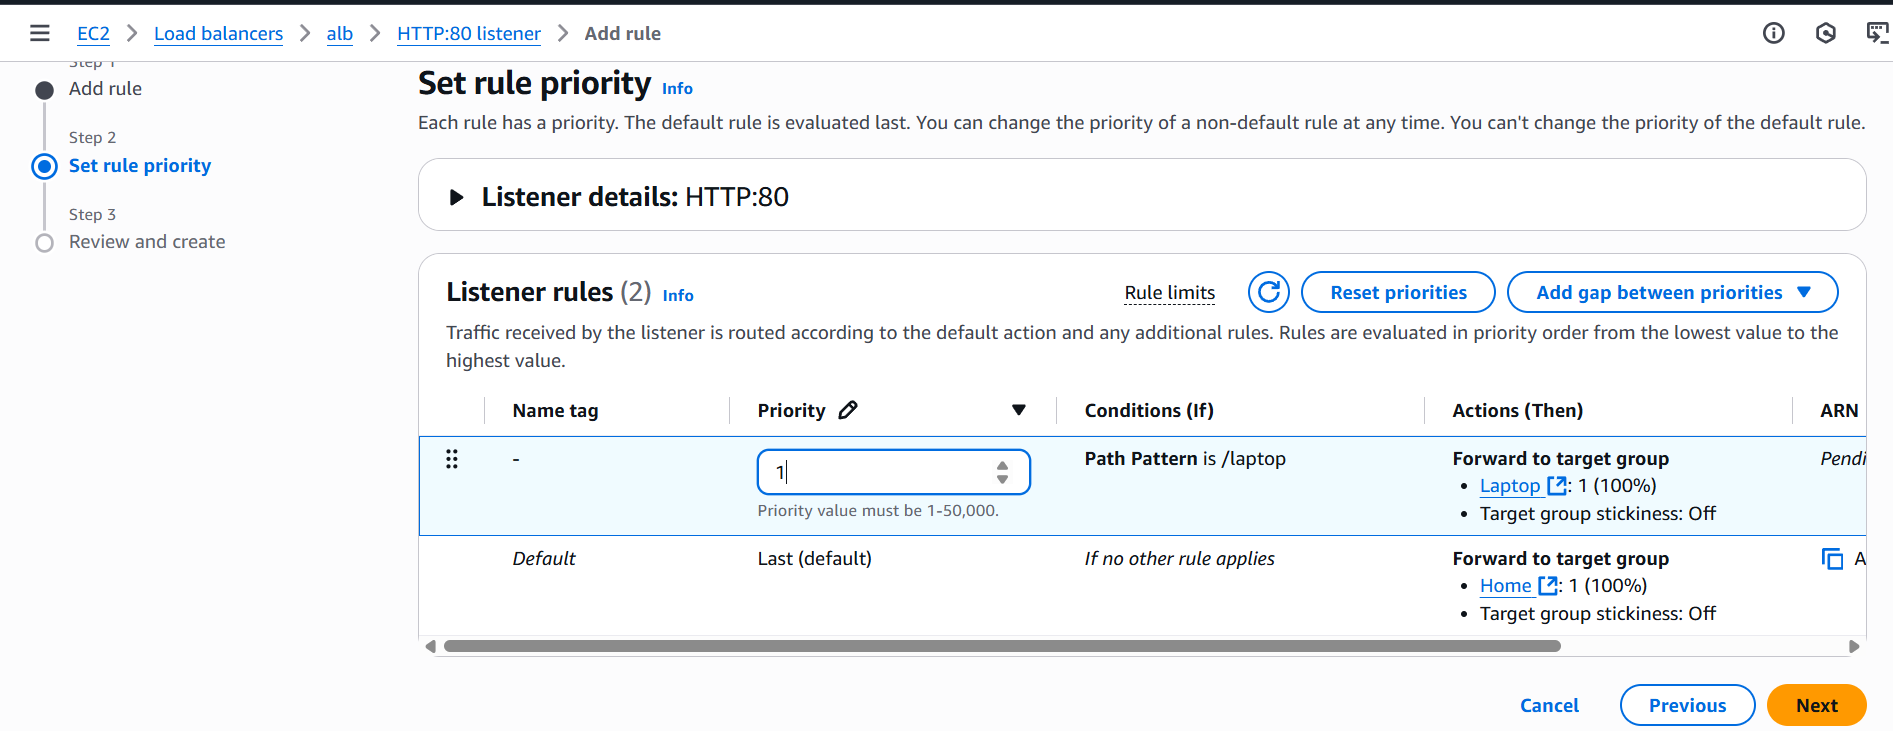 EC2 > Load balancers > alb > HTTP:80 listener > Add rule
Step 1
Add rule
Step 2
Set rule priority
Step 3
Review and create
Set rule priority Info
Each rule has a priority. The default rule is evaluated last. You can change the priority of a non-default rule at any time. You can't change the priority of the default rule.
Listener details: HTTP:80
Listener rules (2) Info
Rule limits
Reset priorities
Add gap between priorities
Traffic received by the listener is routed according to the default action and any additional rules. Rules are evaluated in priority order from the lowest value to the
highest value.
Name tag Priority Conditions (If) Actions (Then) ARN
- 1 Path Pattern is /laptop Forward to target group Pendi
Priority value must be 1-50,000.
• Laptop : 1 (100%)
• Target group stickiness: Off
Default Last (default) If no other rule applies Forward to target group A
• Home : 1 (100%)
• Target group stickiness: Off
Cancel Previous Next